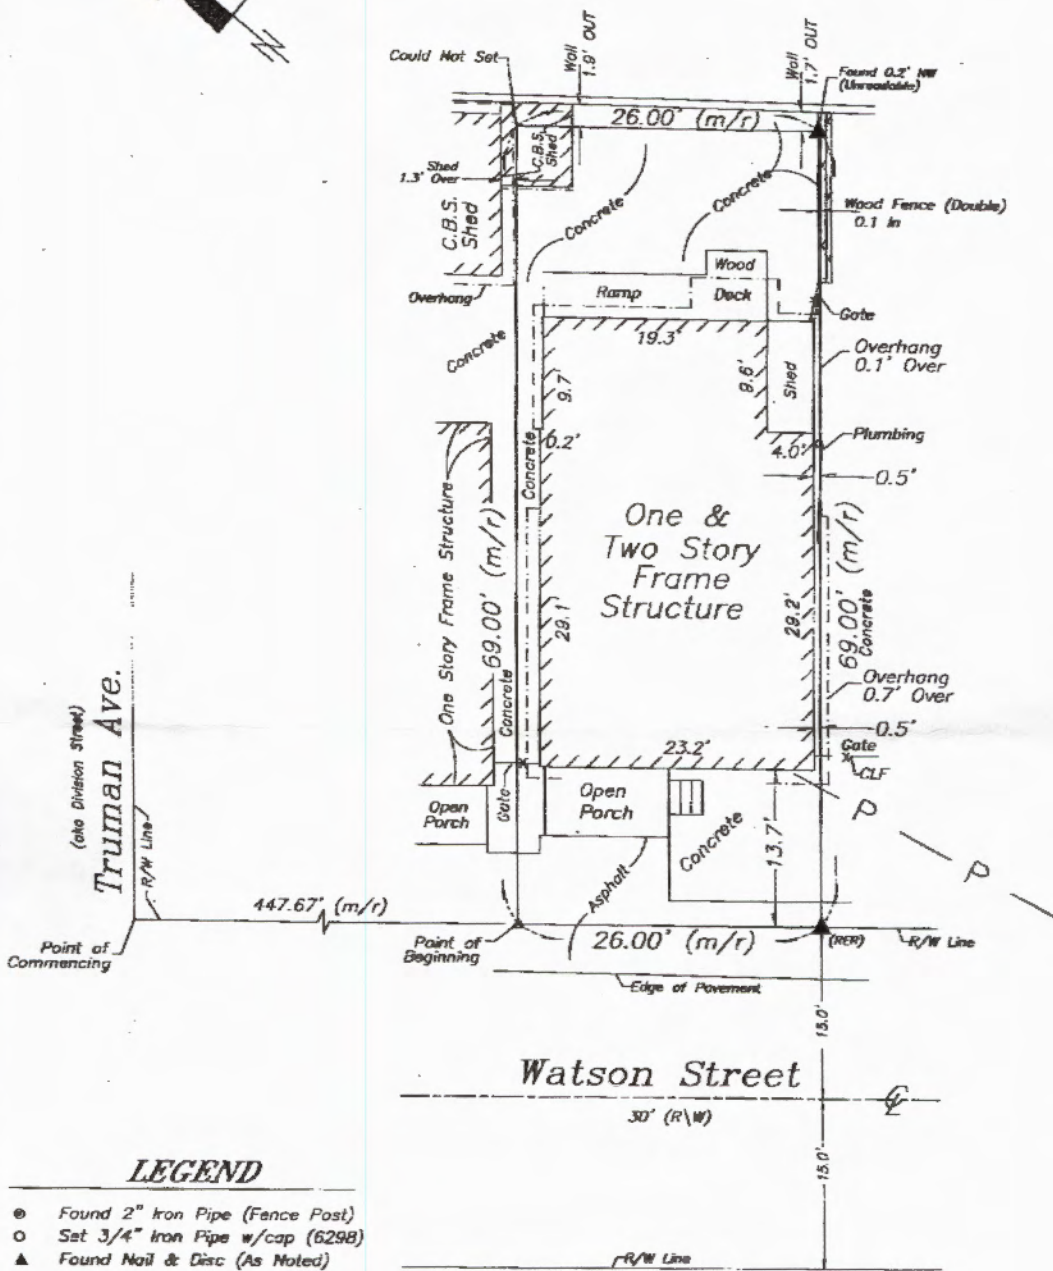 N
Could Not Set
Wall
1.9' OUT
Wall
1.7' OUT
Found 0.2' NW
(Unreadable)
26.00' (m/r)
C.B.S.
Shed
Shed
1.3' Over
C.B.S.
Shed
Concrete
Concrete
Wood Fence (Double)
0.1 In
Overhang
Ramp
Wood
Deck
Gate
Concrete
19.3'
9.7'
9.6'
Shed
Overhang
0.1' Over
0.2'
4.0'
Plumbing
0.5'
Concrete
One Story Frame Structure
69.00' (m/r)
One &
Two Story
Frame
Structure
29.1'
29.2'
69.00' (m/r)
Concrete
Overhang
0.7' Over
0.5'
Concrete
23.2'
Gate
CLF
Truman Ave.
(aka Division Street)
R/W Line
Open
Porch
Gate
Open
Porch
Concrete
13.7'
P
P
Asphalt
447.67' (m/r)
Point of
Commencing
Point of
Beginning
26.00' (m/r)
(RER)
R/W Line
Edge of Pavement
15.0'
Watson Street
30' (R\W)
℄
15.0'
R/W Line
LEGEND
Found 2" Iron Pipe (Fence Post)
Set 3/4" Iron Pipe w/cap (6298)
Found Nail & Disc (As Noted)